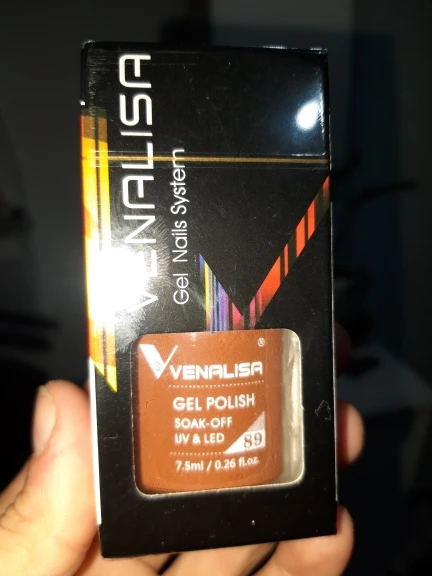 VENALISA
Gel Nails System
VENALISA®
GEL POLISH
SOAK-OFF
UV & LED
89
7.5ml / 0.26 fl.oz.